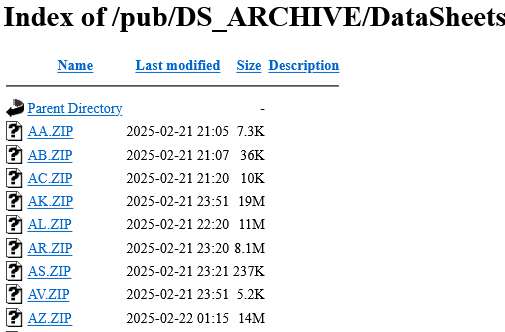 Index of /pub/DS_ARCHIVE/DataSheets
Name Last modified Size Description
Parent Directory -
AA.ZIP 2025-02-21 21:05 7.3K
AB.ZIP 2025-02-21 21:07 36K
AC.ZIP 2025-02-21 21:20 10K
AK.ZIP 2025-02-21 23:51 19M
AL.ZIP 2025-02-21 22:20 11M
AR.ZIP 2025-02-21 23:20 8.1M
AS.ZIP 2025-02-21 23:21 237K
AV.ZIP 2025-02-21 23:51 5.2K
AZ.ZIP 2025-02-22 01:15 14M